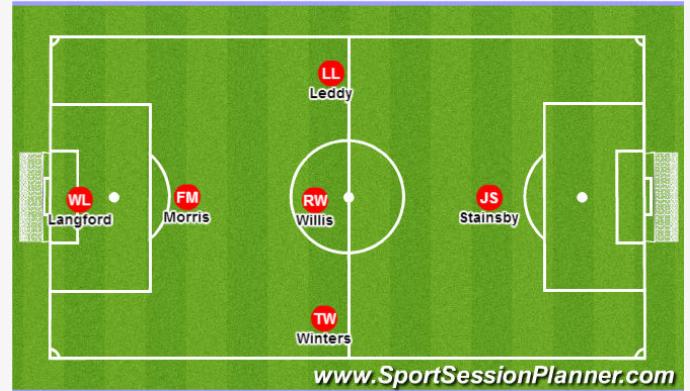 LL
Leddy
WL
Langford
FM
Morris
RW
Willis
JS
Stainsby
TW
Winters
www.SportSessionPlanner.com